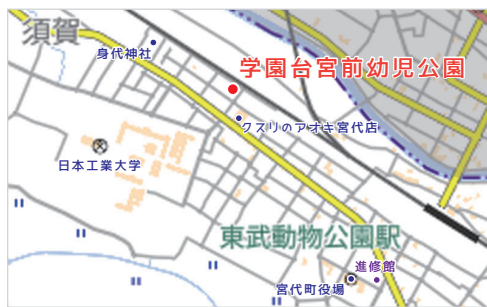 須賀
身代神社
学園台宮前幼児公園
クスリのアオキ宮代店
日本工業大学
東武動物公園駅
進修館
宮代町役場